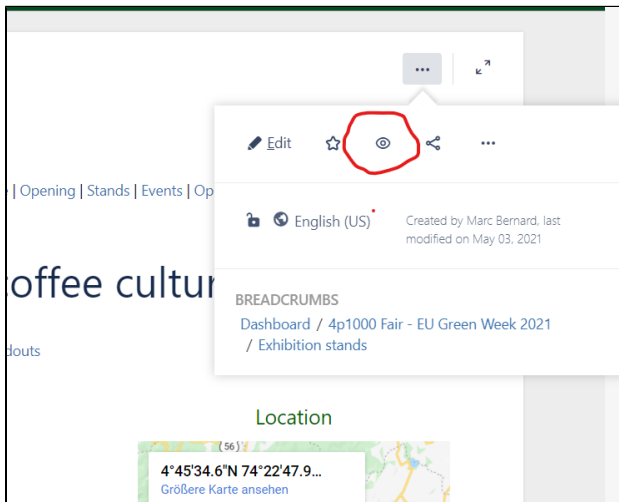 Edit
| Opening | Stands | Events | Op
English (US)
Created by Marc Bernard, last
modified on May 03, 2021
offee cultur
BREADCRUMBS
Dashboard / 4p1000 Fair - EU Green Week 2021
/ Exhibition stands
douts
Location
(56)
4°45'34.6"N 74°22'47.9...
Größere Karte ansehen